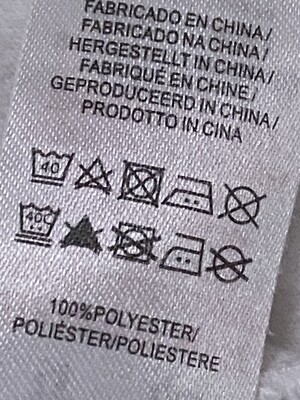 FABRICADO EN CHINA/
FABRICADO NA CHINA/
HERGESTELLT IN CHINA/
FABRIQUÉ EN CHINE/
GEPRODUCEERD IN CHINA/
PRODOTTO IN CINA
40
40C
100%POLYESTER/
POLIÉSTER/POLIESTERE